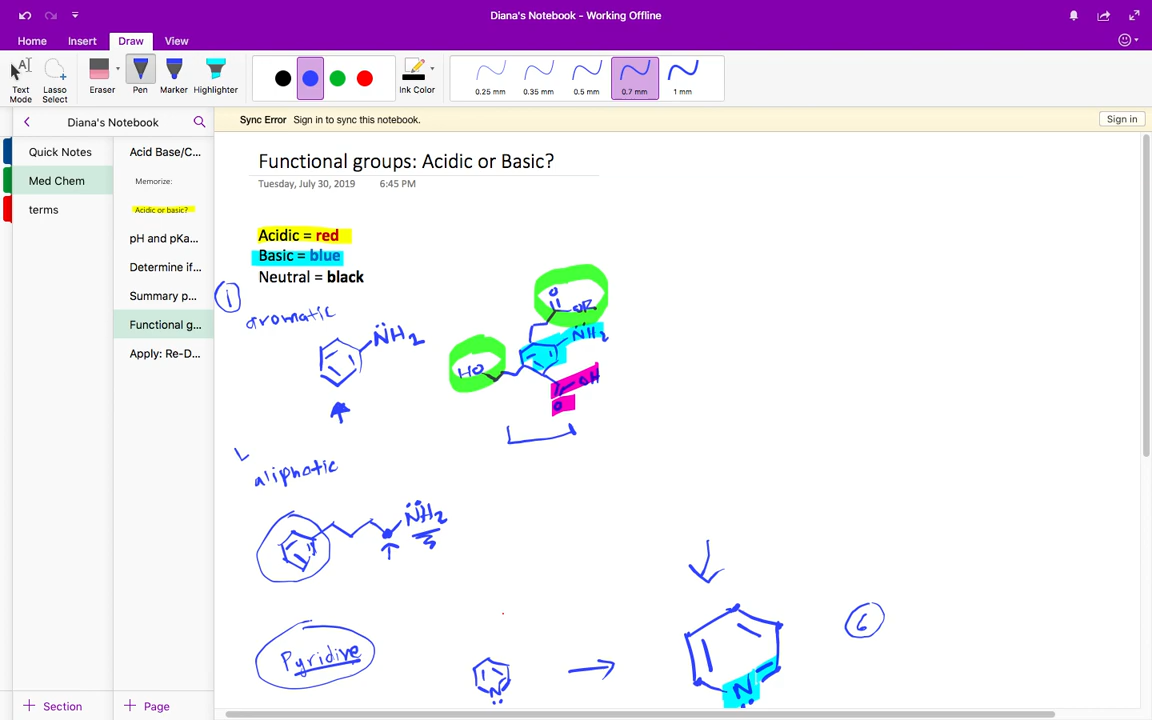 Diana's Notebook - Working Offline
Home Insert Draw View
Text Mode
Lasso Select
Eraser
Pen
Marker
Highlighter
Ink Color
0.25 mm
0.35 mm
0.5 mm
0.7 mm
1 mm
Diana's Notebook
Sync Error Sign in to sync this notebook.
Sign in
Quick Notes
Med Chem
terms
Acid Base/C...
Memorize:
Acidic or basic?
pH and pKa...
Determine if...
Summary p...
Functional g...
Apply: Re-D...
Functional groups: Acidic or Basic?
Tuesday, July 30, 2019 6:45 PM
Acidic = red
Basic = blue
Neutral = black
1
aromatic
NH2
O
OR
NH2
HO
OH
O
aliphatic
NH2
Pyridine
N
N
6
+ Section
+ Page